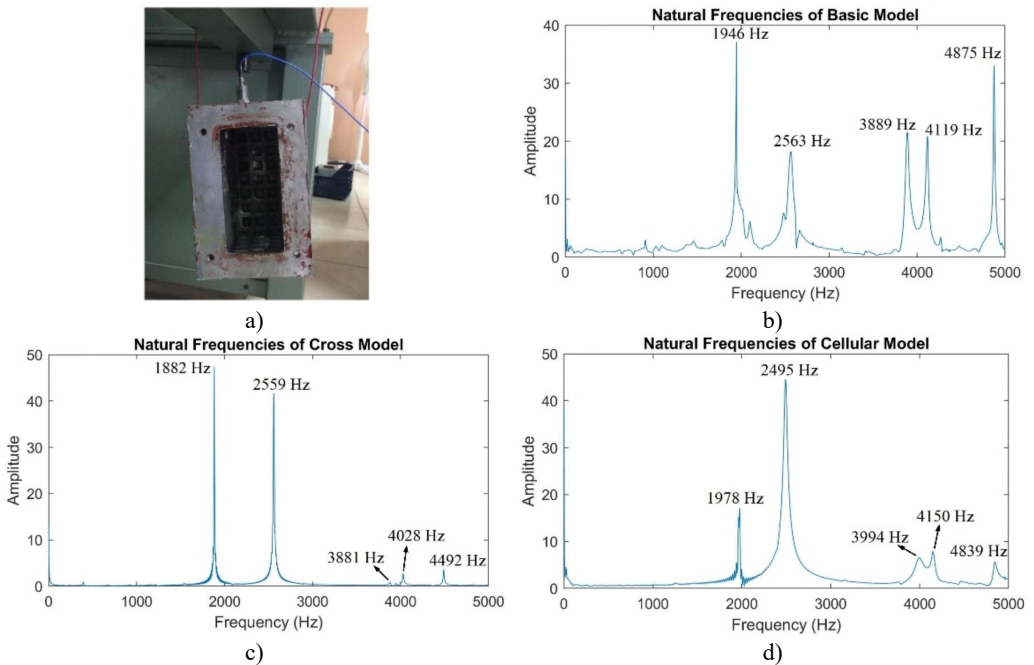 a)
Natural Frequencies of Basic Model
1946 Hz
4875 Hz
2563 Hz
3889 Hz
4119 Hz
Amplitude
40
30
20
10
0
0 1000 2000 3000 4000 5000
Frequency (Hz)
b)
Natural Frequencies of Cross Model
1882 Hz
2559 Hz
3881 Hz
4028 Hz
4492 Hz
Amplitude
50
40
30
20
10
0
0 1000 2000 3000 4000 5000
Frequency (Hz)
c)
Natural Frequencies of Cellular Model
2495 Hz
1978 Hz
3994 Hz
4150 Hz
4839 Hz
Amplitude
50
40
30
20
10
0
0 1000 2000 3000 4000 5000
Frequency (Hz)
d)